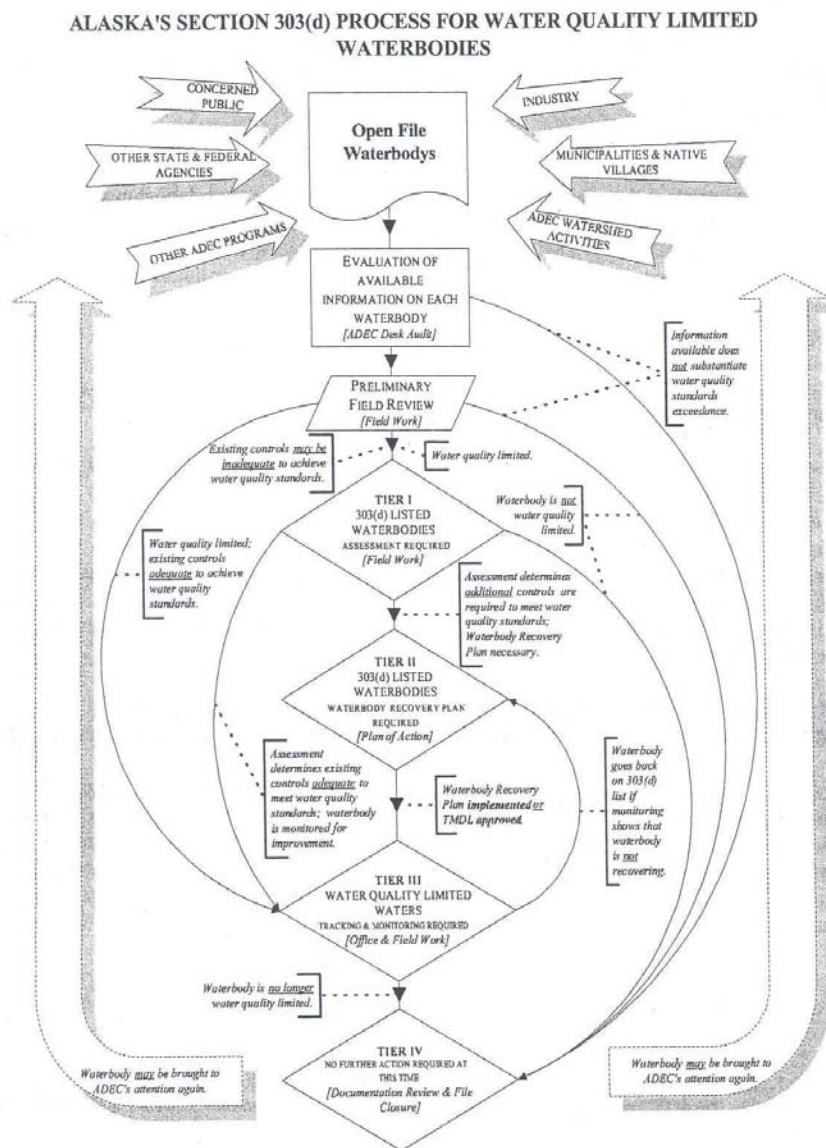 ALASKA'S SECTION 303(d) PROCESS FOR WATER QUALITY LIMITED
WATERBODIES
CONCERNED
PUBLIC
INDUSTRY
Open File
Waterbodys
OTHER STATE & FEDERAL
AGENCIES
MUNICIPALITIES & NATIVE
VILLAGES
OTHER ADEC PROGRAMS
ADEC WATERSHED
ACTIVITIES
EVALUATION OF
AVAILABLE
INFORMATION ON EACH
WATERBODY
[ADEC Desk Audit]
Information
available does
not substantiate
water quality
standards
exceedance.
PRELIMINARY
FIELD REVIEW
[Field Work]
Existing controls may be
inadequate to achieve
water quality standards.
Water quality limited.
TIER I
303(d) LISTED
WATERBODIES
ASSESSMENT REQUIRED
[Field Work]
Waterbody is not
water quality
limited.
Water quality limited;
existing controls
adequate to achieve
water quality
standards.
Assessment determines
additional controls are
required to meet water
quality standards;
Waterbody Recovery
Plan necessary.
TIER II
303(d) LISTED
WATERBODIES
WATERBODY RECOVERY PLAN
REQUIRED
[Plan of Action]
Assessment
determines existing
controls adequate to
meet water quality
standards; waterbody
is monitored for
improvement.
Waterbody Recovery
Plan implemented or
TMDL approved.
Waterbody
goes back
on 303(d)
list if
monitoring
shows that
waterbody
is not
recovering.
TIER III
WATER QUALITY LIMITED
WATERS
TRACKING & MONITORING REQUIRED
[Office & Field Work]
Waterbody is no longer
water quality limited.
TIER IV
NO FURTHER ACTION REQUIRED AT
THIS TIME
[Documentation Review & File
Closure]
Waterbody may be brought to
ADEC's attention again.
Waterbody may be brought to
ADEC's attention again.